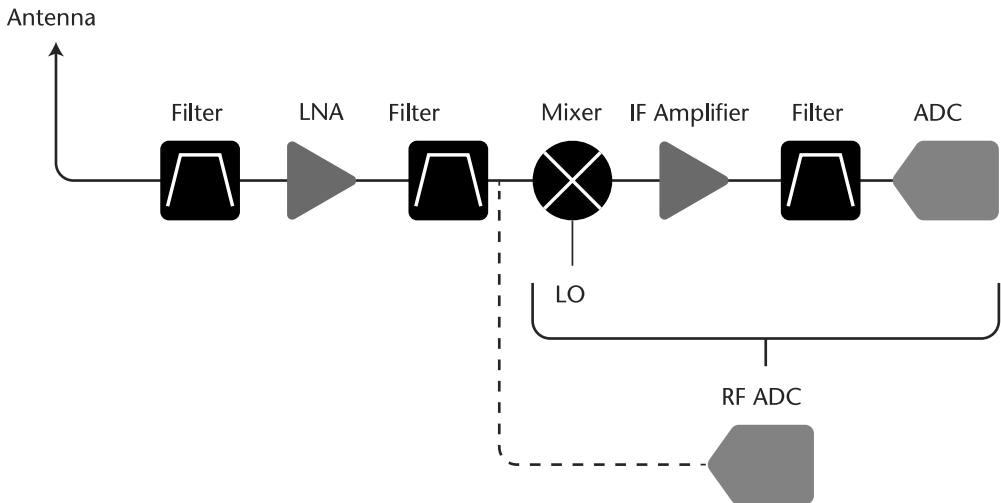 Antenna
Filter
LNA
Filter
Mixer
IF Amplifier
Filter
ADC
LO
RF ADC